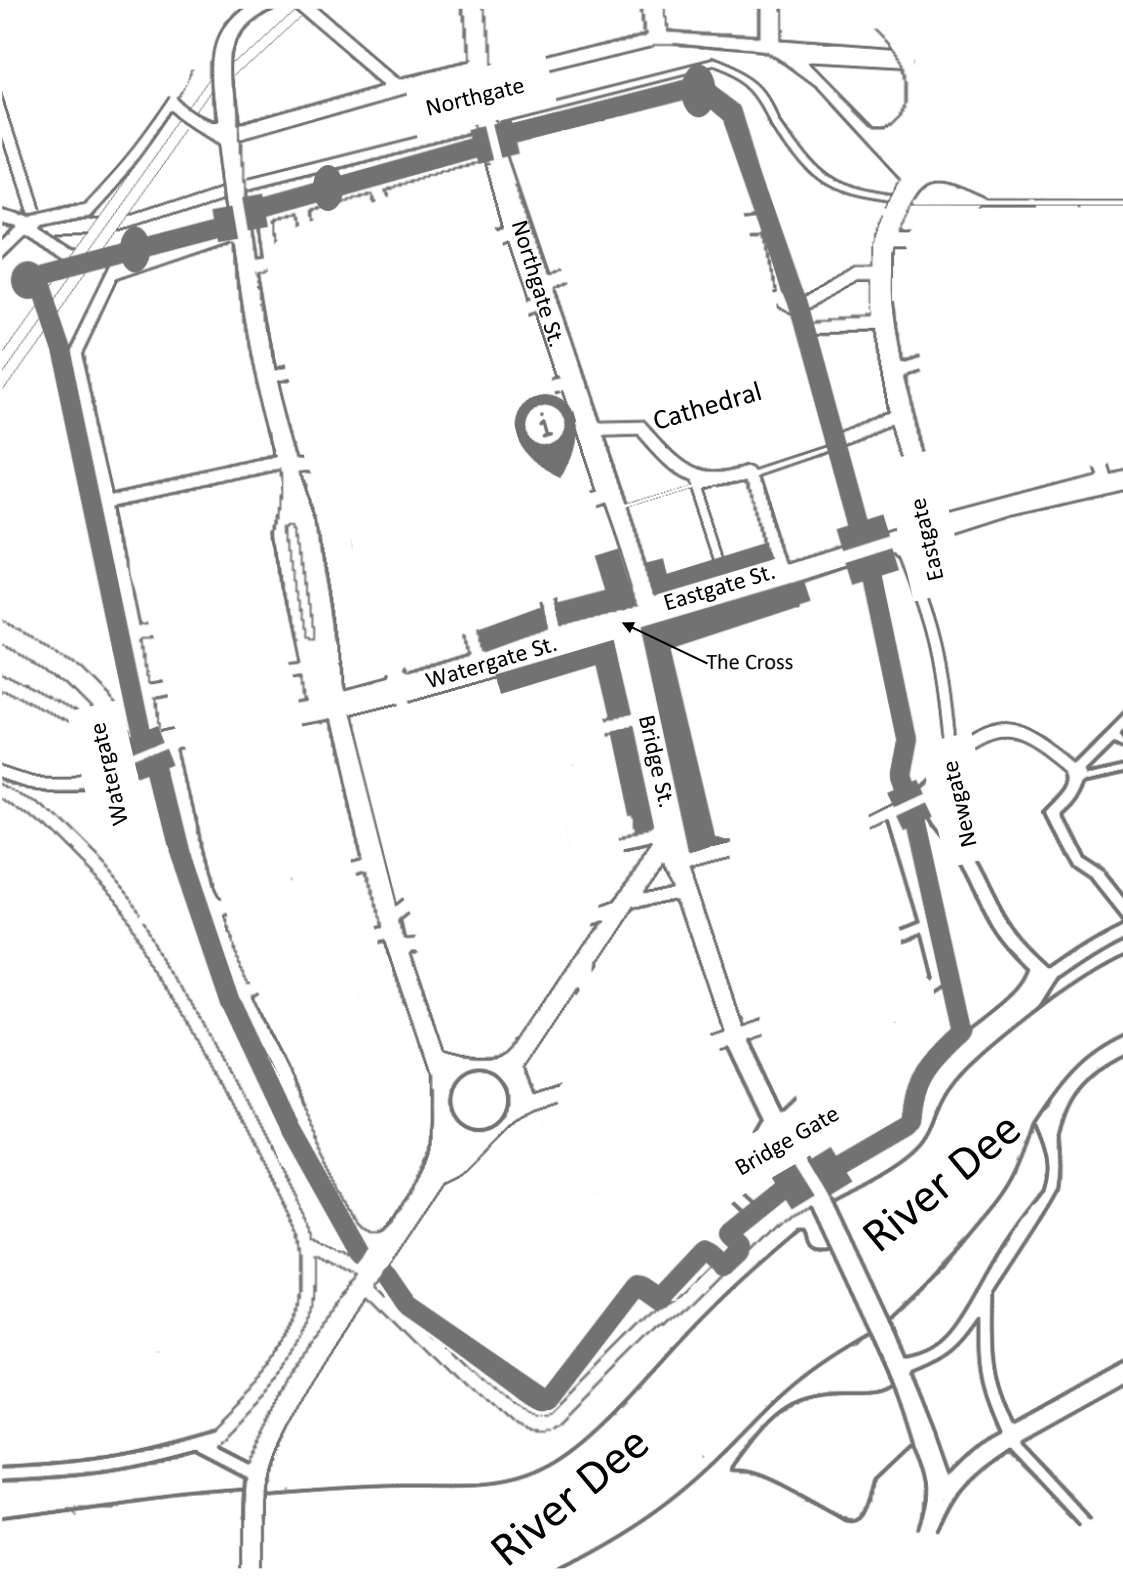 Northgate
Northgate St.
Cathedral
i
Eastgate
Eastgate St.
The Cross
Watergate St.
Watergate
Bridge St.
Newgate
Bridge Gate
River Dee
River Dee